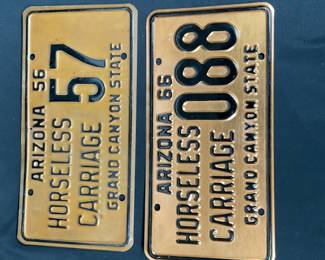 ARIZONA 56
HORSELESS 57
CARRIAGE
GRAND CANYON STATE
ARIZONA 66
HORSELESS 088
CARRIAGE
GRAND CANYON STATE